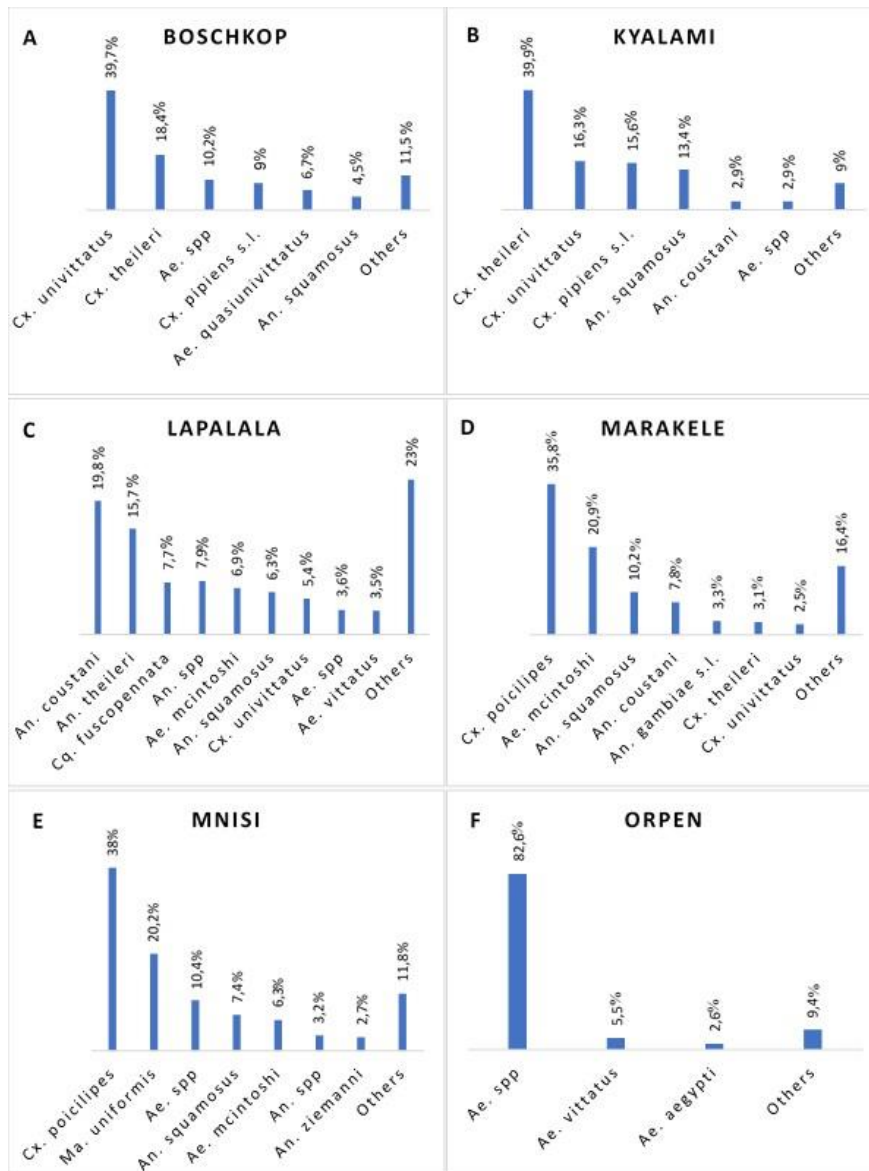 A BOSCHKOP
39,7%
18,4%
10,2%
9%
6,7%
4,5%
11,5%
Cx. univittatus
Cx. theileri
Ae. spp
Cx. pipiens s.l.
Ae. quasiunivittatus
An. squamosus
Others
B KYALAMI
39,9%
16,3%
15,6%
13,4%
2,9%
2,9%
9%
Cx. theileri
Cx. univittatus
Cx. pipiens s.l.
An. squamosus
An. coustani
Ae. spp
Others
C LAPALALA
19,8%
15,7%
7,7%
7,9%
6,9%
6,3%
5,4%
3,6%
3,5%
23%
An. coustani
An. theileri
Cq. fuscopennata
An. spp
Ae. mcintoshi
An. squamosus
Cx. univittatus
Ae. spp
Ae. vittatus
Others
D MARAKELE
35,8%
20,9%
10,2%
7,8%
3,3%
3,1%
2,5%
16,4%
Cx. poicilipes
Ae. mcintoshi
An. squamosus
An. coustani
An. gambiae s.l.
Cx. theileri
Cx. univittatus
Others
E MNISI
38%
20,2%
10,4%
7,4%
6,3%
3,2%
2,7%
11,8%
Cx. poicilipes
Ma. uniformis
Ae. spp
An. squamosus
Ae. mcintoshi
An. spp
An. ziemanni
Others
F ORPEN
82,6%
5,5%
2,6%
9,4%
Ae. spp
Ae. vittatus
Ae. aegypti
Others